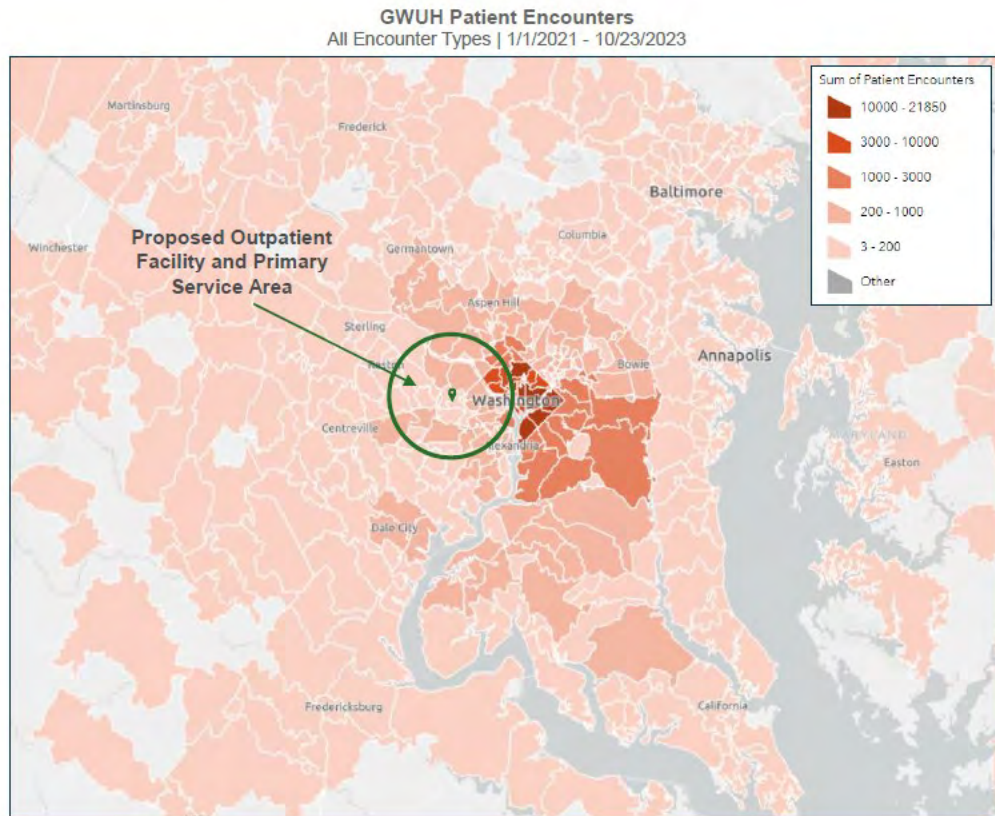 GWUH Patient Encounters
All Encounter Types | 1/1/2021 - 10/23/2023
Sum of Patient Encounters
10000 - 21850
3000 - 10000
1000 - 3000
200 - 1000
3 - 200
Other
Martinsburg
Frederick
Baltimore
Winchester
Proposed Outpatient
Facility and Primary
Service Area
Germantown
Columbia
Aspen Hill
Sterling
Reston
Bowie
Annapolis
Washington
Centreville
Alexandria
MARYLAND
Easton
Dale City
Fredericksburg
California